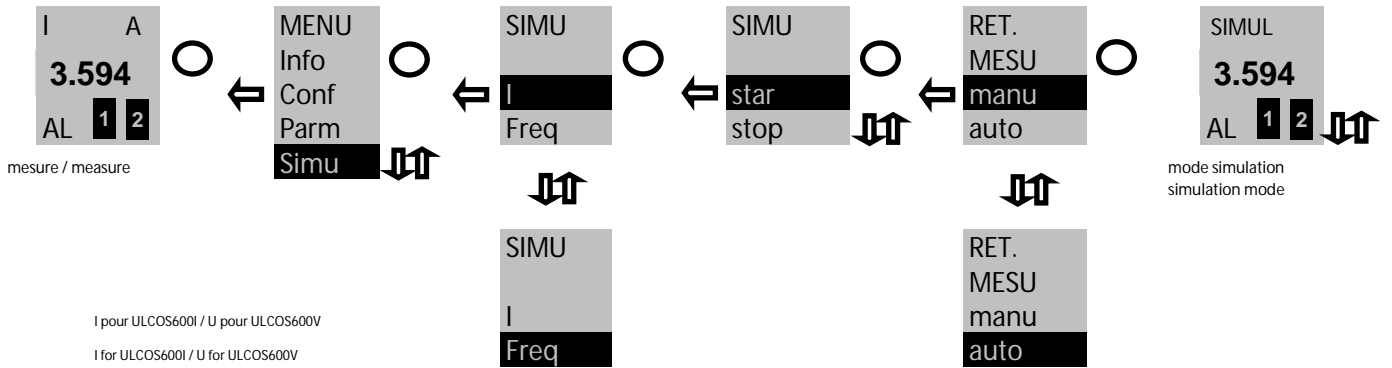 I A
3.594
AL 1 2
mesure / measure
MENU
Info
Conf
Parm
Simu
SIMU
I
Freq
SIMU
star
stop
RET.
MESU
manu
auto
SIMUL
3.594
AL 1 2
mode simulation
simulation mode
SIMU
I
Freq
RET.
MESU
manu
auto
I pour ULCOS600I / U pour ULCOS600V
I for ULCOS600I / U for ULCOS600V